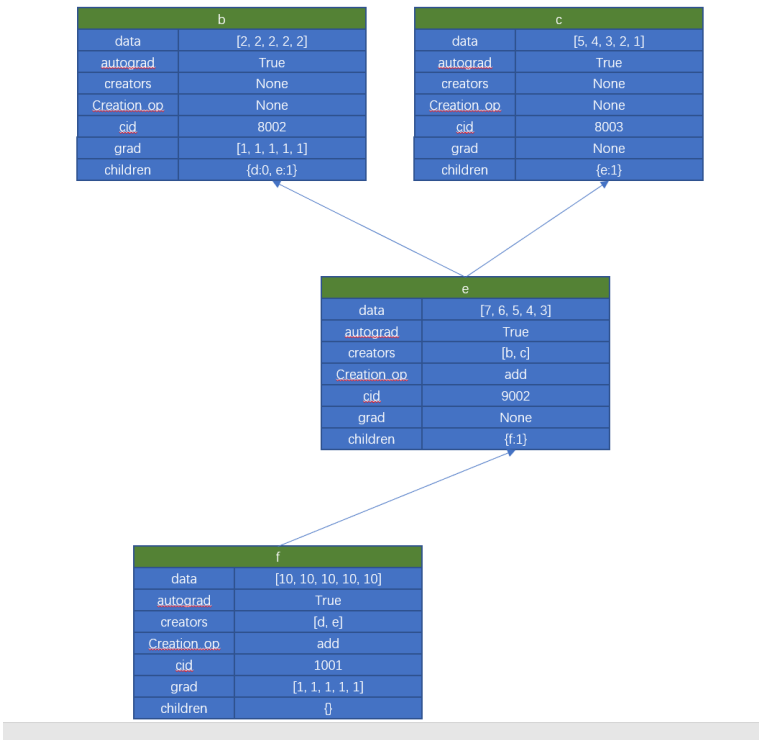 b
data [2, 2, 2, 2, 2]
autograd True
creators None
Creation_op None
cid 8002
grad [1, 1, 1, 1, 1]
children {d:0, e:1}
c
data [5, 4, 3, 2, 1]
autograd True
creators None
Creation_op None
cid 8003
grad None
children {e:1}
e
data [7, 6, 5, 4, 3]
autograd True
creators [b, c]
Creation_op add
cid 9002
grad None
children {f:1}
f
data [10, 10, 10, 10, 10]
autograd True
creators [d, e]
Creation_op add
cid 1001
grad [1, 1, 1, 1, 1]
children {}